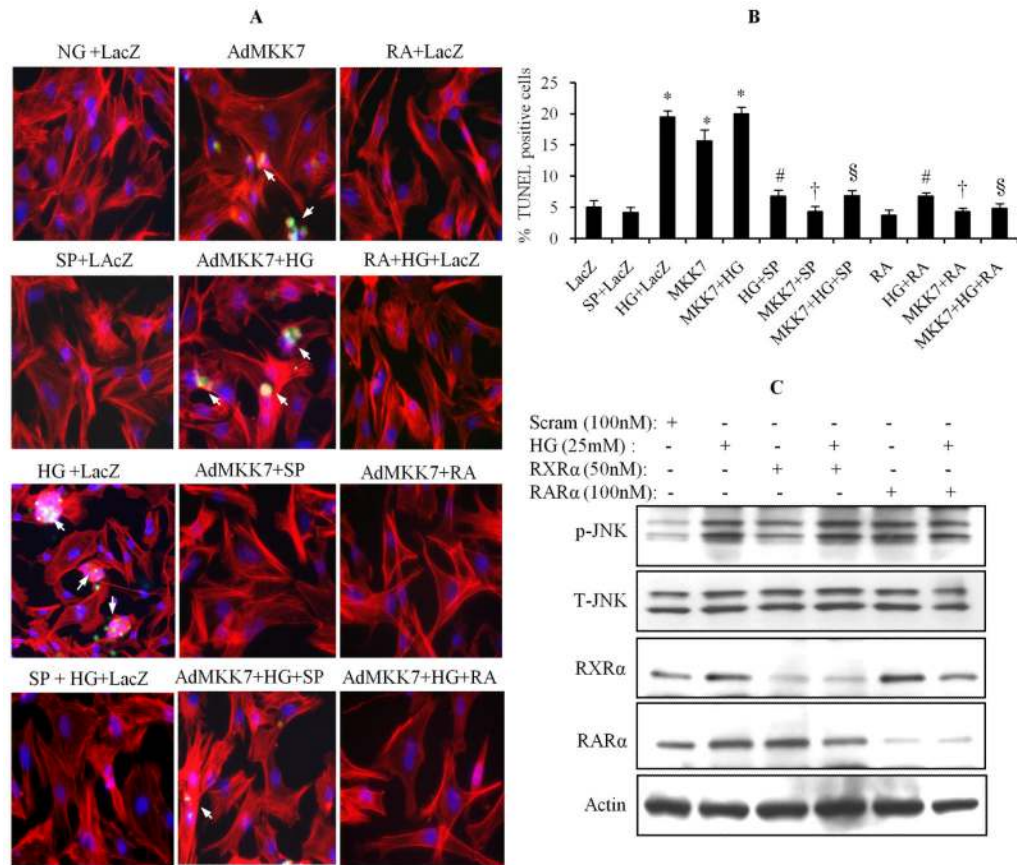 A
NG +LacZ
AdMKK7
RA+LacZ
SP+LAcZ
AdMKK7+HG
RA+HG+LacZ
HG +LacZ
AdMKK7+SP
AdMKK7+RA
SP + HG+LacZ
AdMKK7+HG+SP
AdMKK7+HG+RA
B
% TUNEL positive cells
25
20
15
10
5
0
* * * # † § # † §
LacZ
SP+LacZ
HG+LacZ
MKK7
MKK7+HG
HG+SP
MKK7+SP
MKK7+HG+SP
RA
HG+RA
MKK7+RA
MKK7+HG+RA
C
Scram (100nM): + - - - - -
HG (25mM) : - + - + - +
RXRα (50nM): - - + + - -
RARα (100nM): - - - - + +
p-JNK
T-JNK
RXRα
RARα
Actin